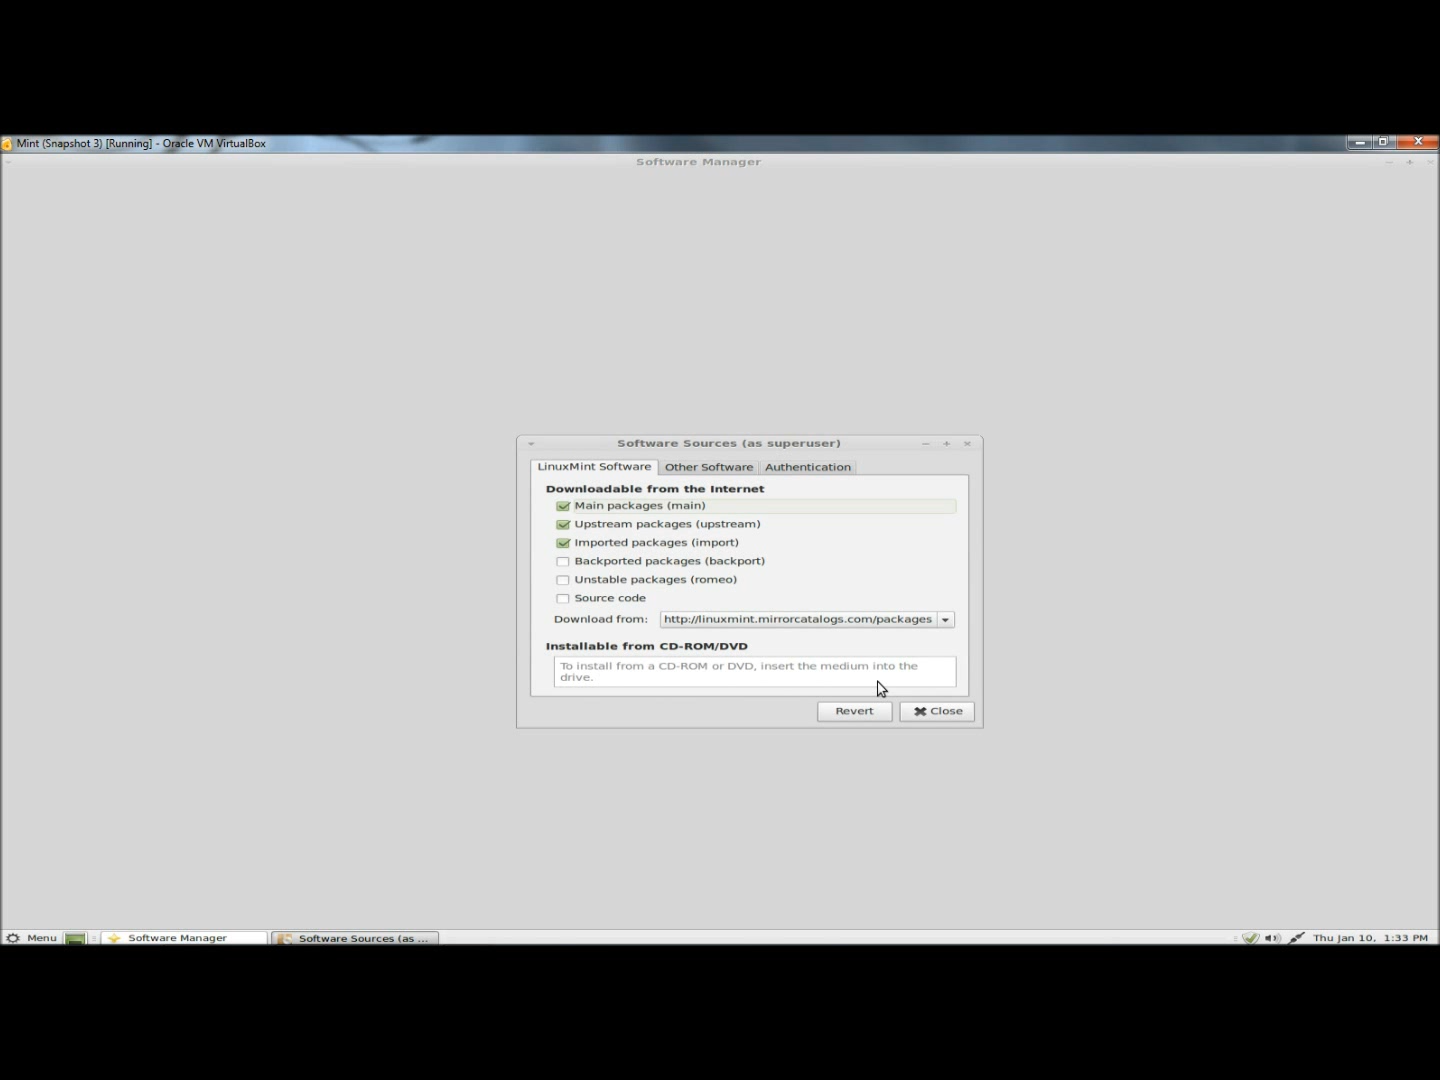 Mint (Snapshot 3) [Running] - Oracle VM VirtualBox
Software Manager
Software Sources (as superuser)
LinuxMint Software Other Software Authentication
Downloadable from the Internet
Main packages (main)
Upstream packages (upstream)
Imported packages (import)
Backported packages (backport)
Unstable packages (romeo)
Source code
Download from: http://linuxmint.mirrorcatalogs.com/packages
Installable from CD-ROM/DVD
To install from a CD-ROM or DVD, insert the medium into the
drive.
Revert Close
Menu Software Manager Software Sources (as ... Thu Jan 10, 1:33 PM